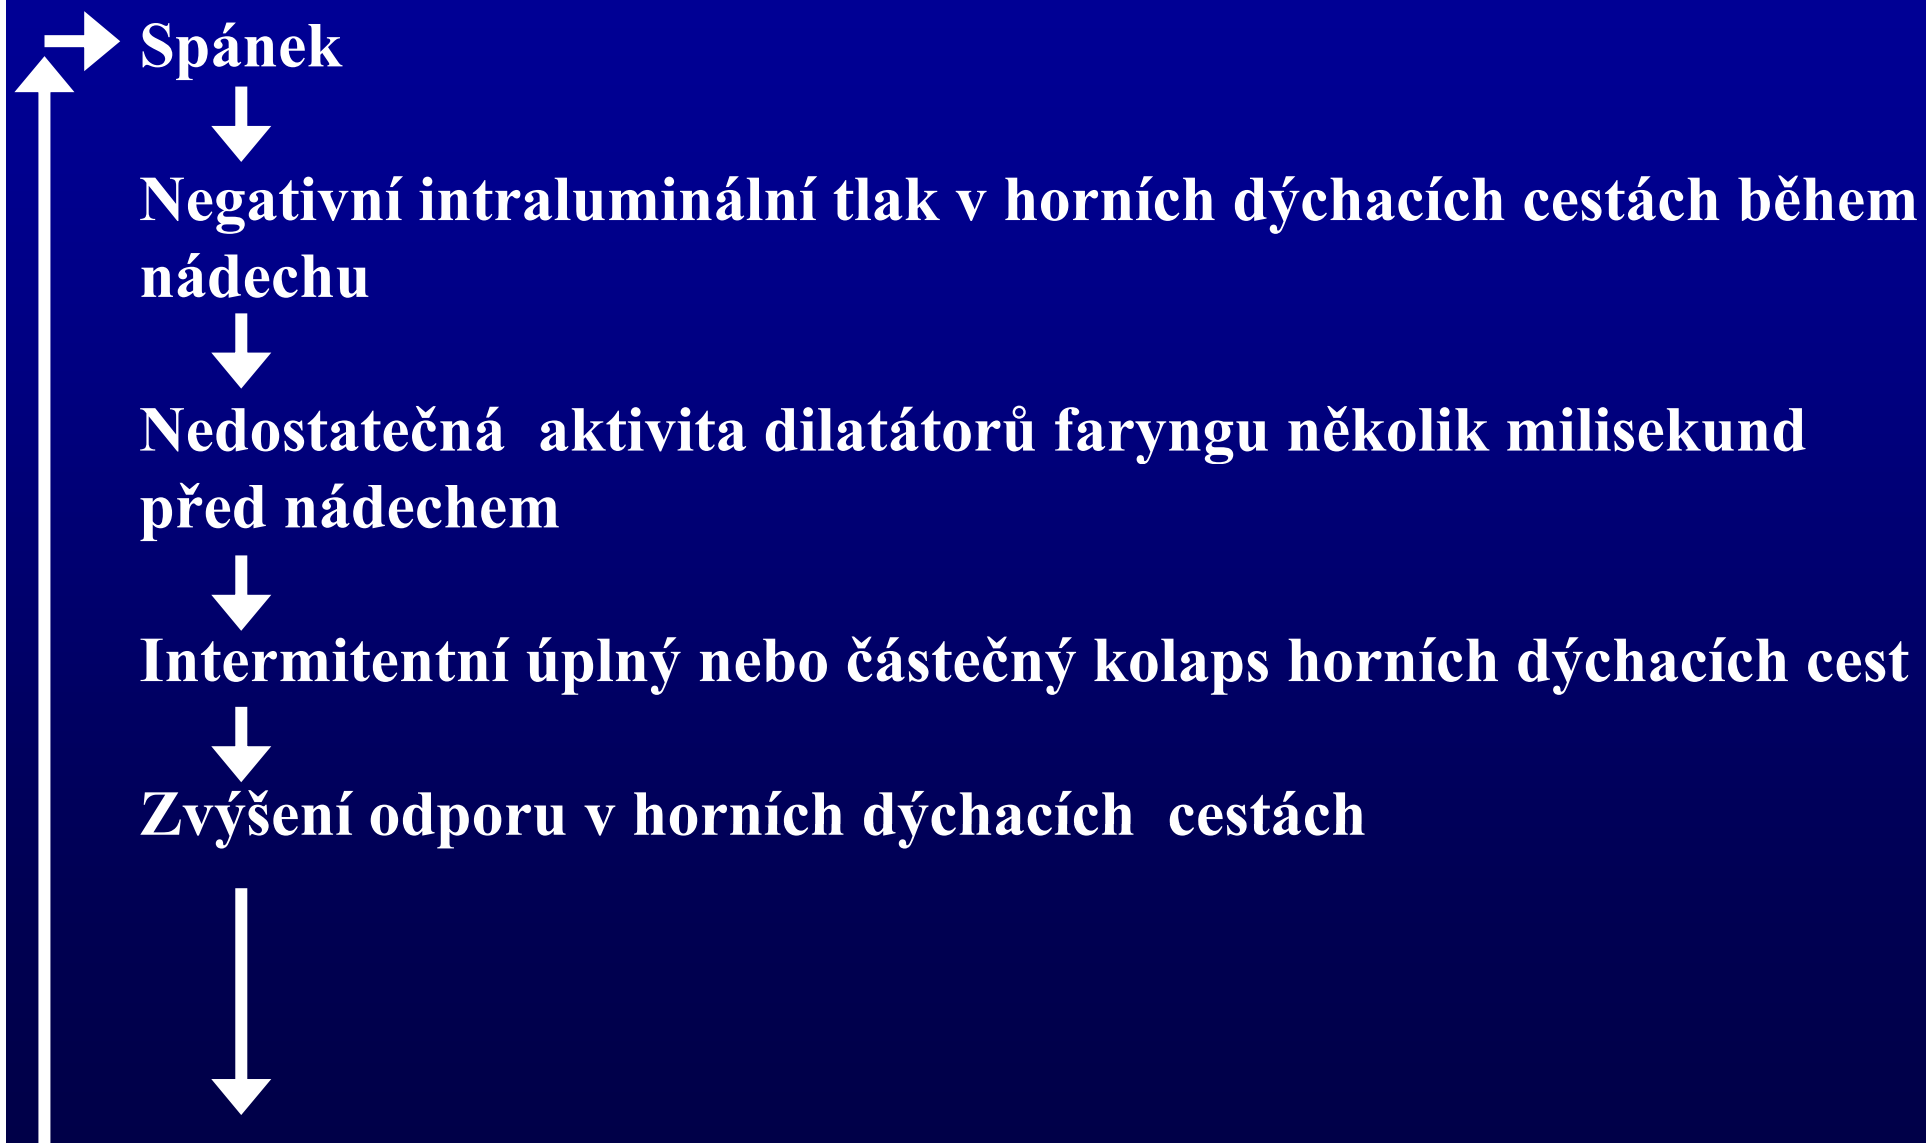 Spánek
Negativní intraluminální tlak v horních dýchacích cestách během
nádechu
Nedostatečná  aktivita dilatátorů faryngu několik milisekund
před nádechem
Intermitentní úplný nebo částečný kolaps horních dýchacích cest
Zvýšení odporu v horních dýchacích  cestách